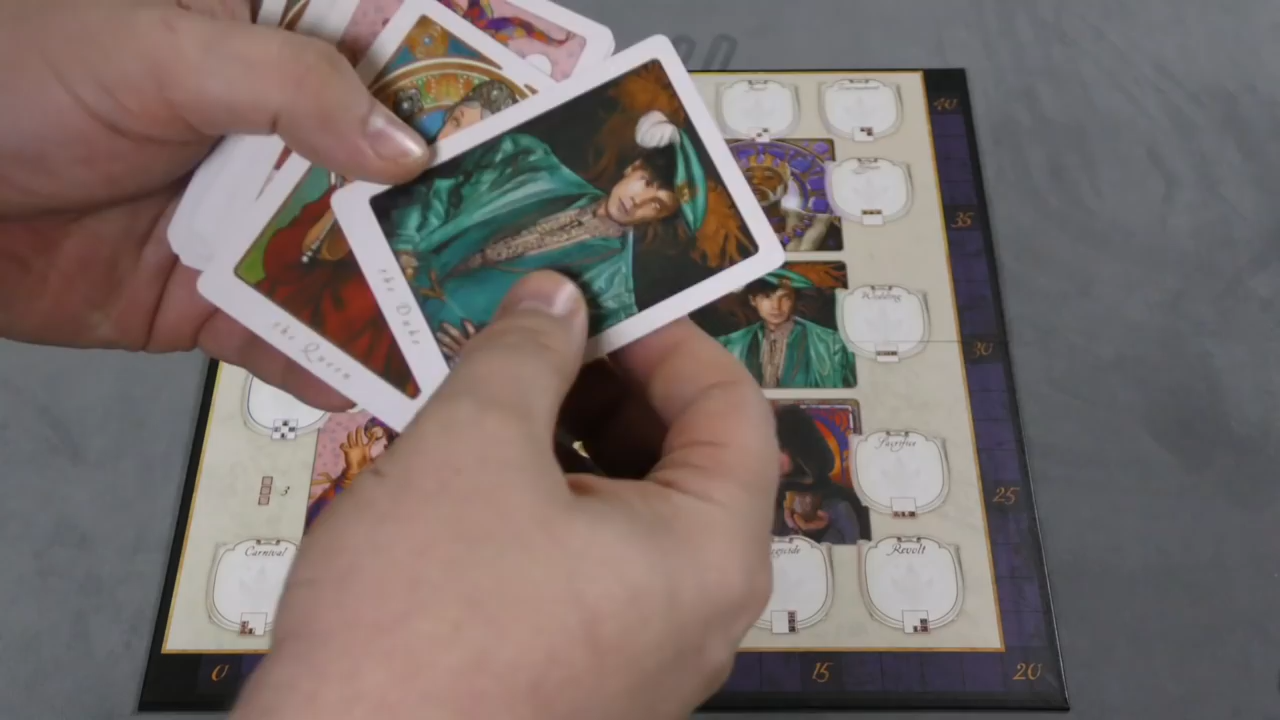 40
35
Wedding
30
the Duke
the Queen
Sacrifice
25
3
Carnival
Revolt
0
15
20